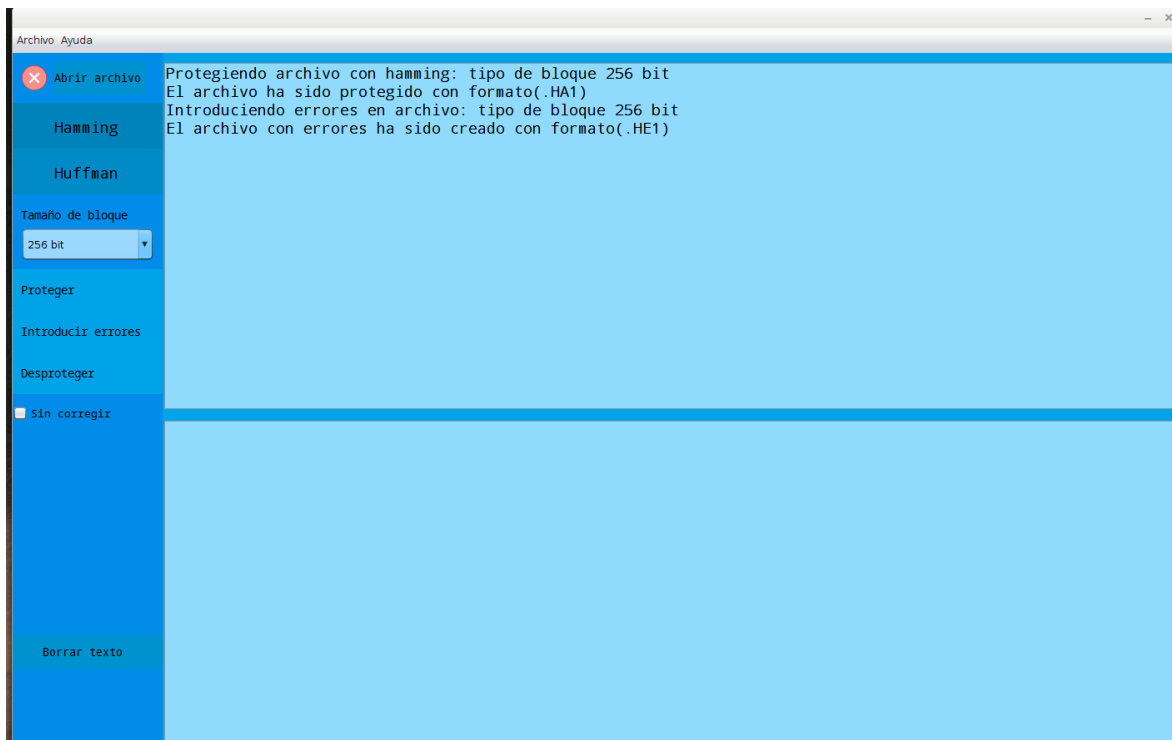 Archivo Ayuda
Abrir archivo
Hamming
Huffman
Tamaño de bloque
256 bit
Proteger
Introducir errores
Desproteger
Sin corregir
Borrar texto
Protegiendo archivo con hamming: tipo de bloque 256 bit
El archivo ha sido protegido con formato(.HA1)
Introduciendo errores en archivo: tipo de bloque 256 bit
El archivo con errores ha sido creado con formato(.HE1)